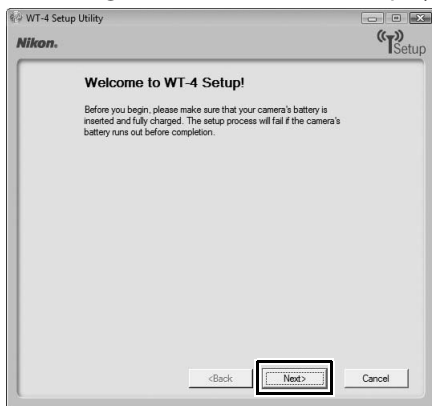 WT-4 Setup Utility
Nikon.
Setup
Welcome to WT-4 Setup!
Before you begin, please make sure that your camera's battery is
inserted and fully charged. The setup process will fail if the camera's
battery runs out before completion.
<Back
Next>
Cancel